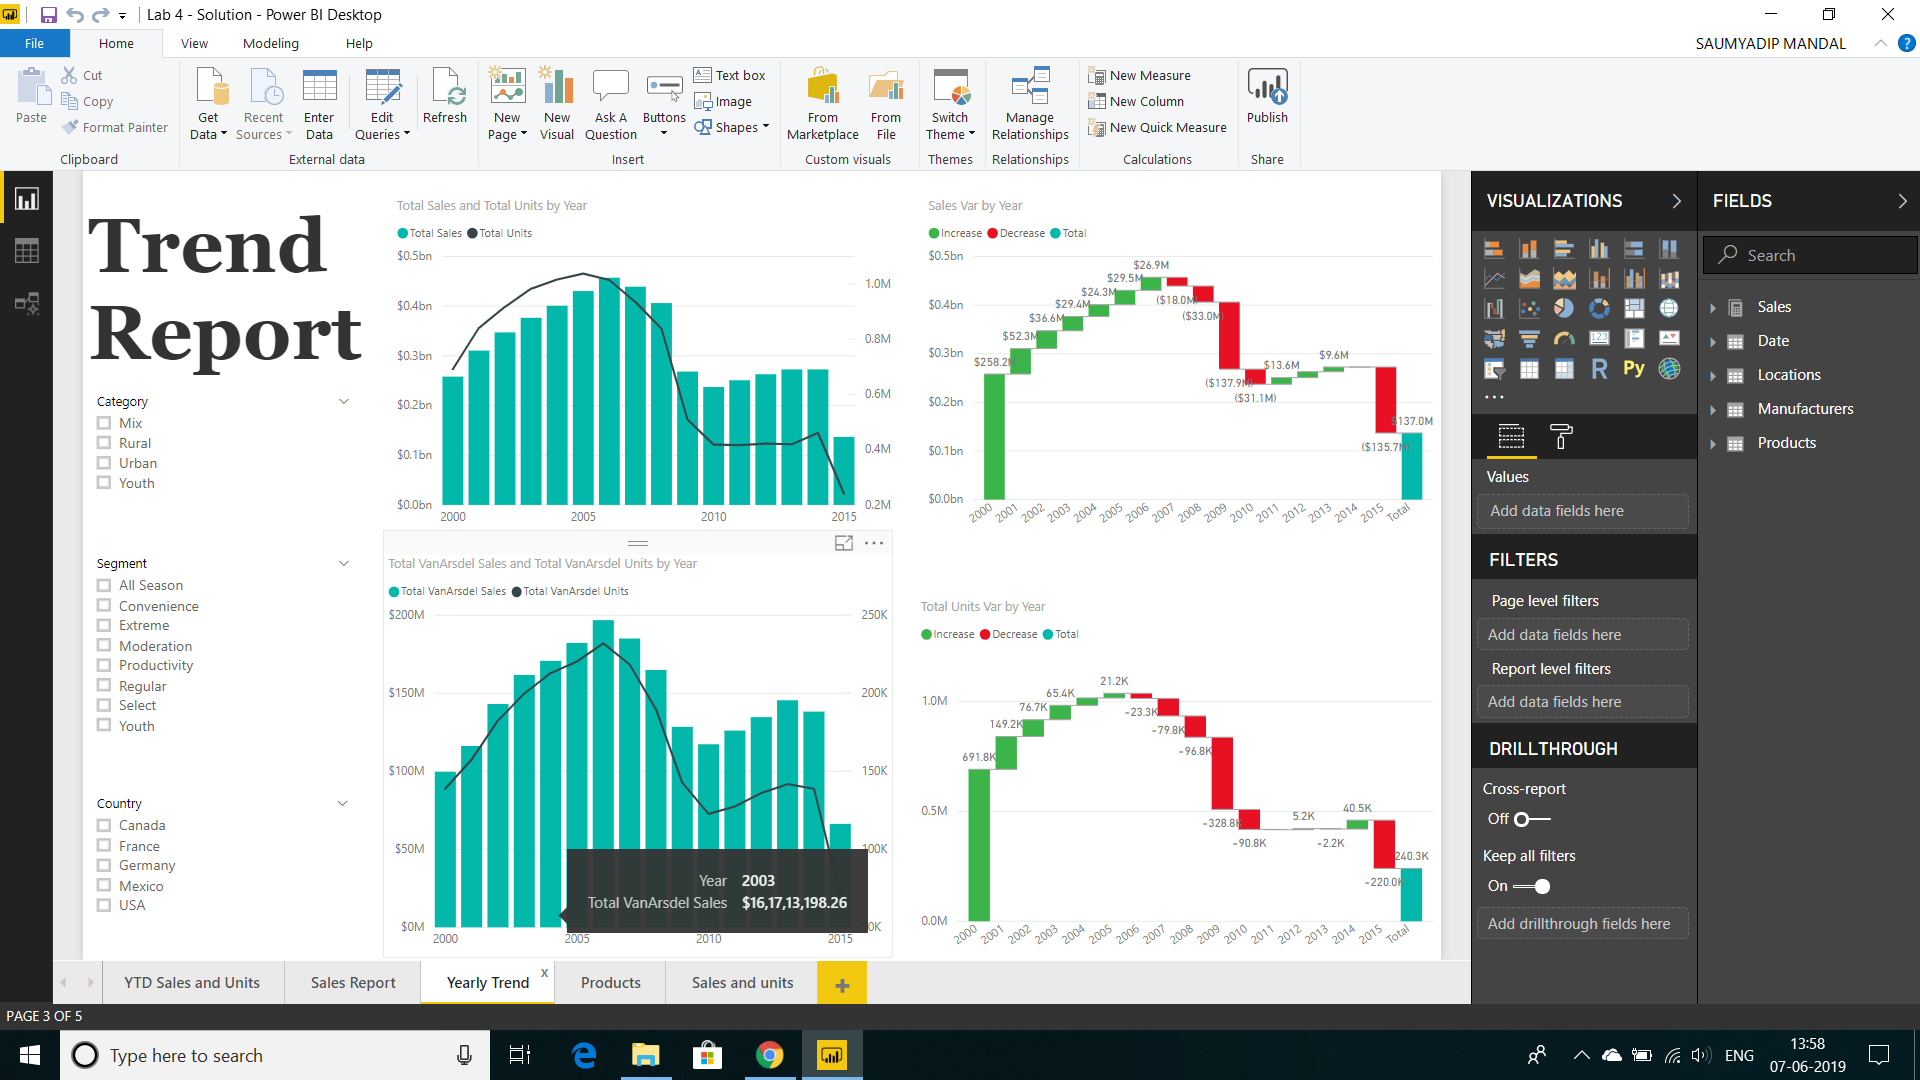 Lab 4 - Solution - Power BI Desktop
File Home View Modeling Help SAUMYADIP MANDAL ?
Paste
Cut
Copy
Format Painter
Clipboard
Get Data
Recent Sources
Enter Data
Edit Queries
Refresh
External data
New Page
New Visual
Ask A Question
Buttons
Text box
Image
Shapes
Insert
From Marketplace
From File
Custom visuals
Switch Theme
Themes
Manage Relationships
Relationships
New Measure
New Column
New Quick Measure
Calculations
Publish
Share
Trend
Report
Category
Mix
Rural
Urban
Youth
Segment
All Season
Convenience
Extreme
Moderation
Productivity
Regular
Select
Youth
Country
Canada
France
Germany
Mexico
USA
Total Sales and Total Units by Year
Total Sales Total Units
$0.5bn
$0.4bn 1.0M
$0.3bn 0.8M
$0.2bn 0.6M
$0.1bn 0.4M
$0.0bn 0.2M
2000 2005 2010 2015
Sales Var by Year
Increase Decrease Total
$0.5bn
$0.4bn
$0.3bn
$0.2bn
$0.1bn
$0.0bn
$258.2M
$52.3M
$36.6M
$29.4M
$24.3M
$29.5M
$26.9M
($18.0M)
($33.0M)
($137.9M)
($31.1M)
$13.6M
$9.6M
($135.7M)
$137.0M
2000 2001 2002 2003 2004 2005 2006 2007 2008 2009 2010 2011 2012 2013 2014 2015 Total
Total VanArsdel Sales and Total VanArsdel Units by Year
Total VanArsdel Sales Total VanArsdel Units
$200M 250K
$150M 200K
$100M 150K
$50M 100K
$0M 0K
2000 2005 2010 2015
Year 2003
Total VanArsdel Sales $16,17,13,198.26
Total Units Var by Year
Increase Decrease Total
1.0M
0.5M
0.0M
691.8K
149.2K
76.7K
65.4K
21.2K
-23.3K
-79.8K
-96.8K
-328.8K
-90.8K
5.2K
-2.2K
40.5K
-220.0K
240.3K
2000 2001 2002 2003 2004 2005 2006 2007 2008 2009 2010 2011 2012 2013 2014 2015 Total
VISUALIZATIONS
R Py
123
Values
Add data fields here
FILTERS
Page level filters
Add data fields here
Report level filters
Add data fields here
DRILLTHROUGH
Cross-report
Off
Keep all filters
On
Add drillthrough fields here
FIELDS
Search
Sales
Date
Locations
Manufacturers
Products
YTD Sales and Units Sales Report Yearly Trend x Products Sales and units +
PAGE 3 OF 5
Type here to search
ENG
13:58
07-06-2019